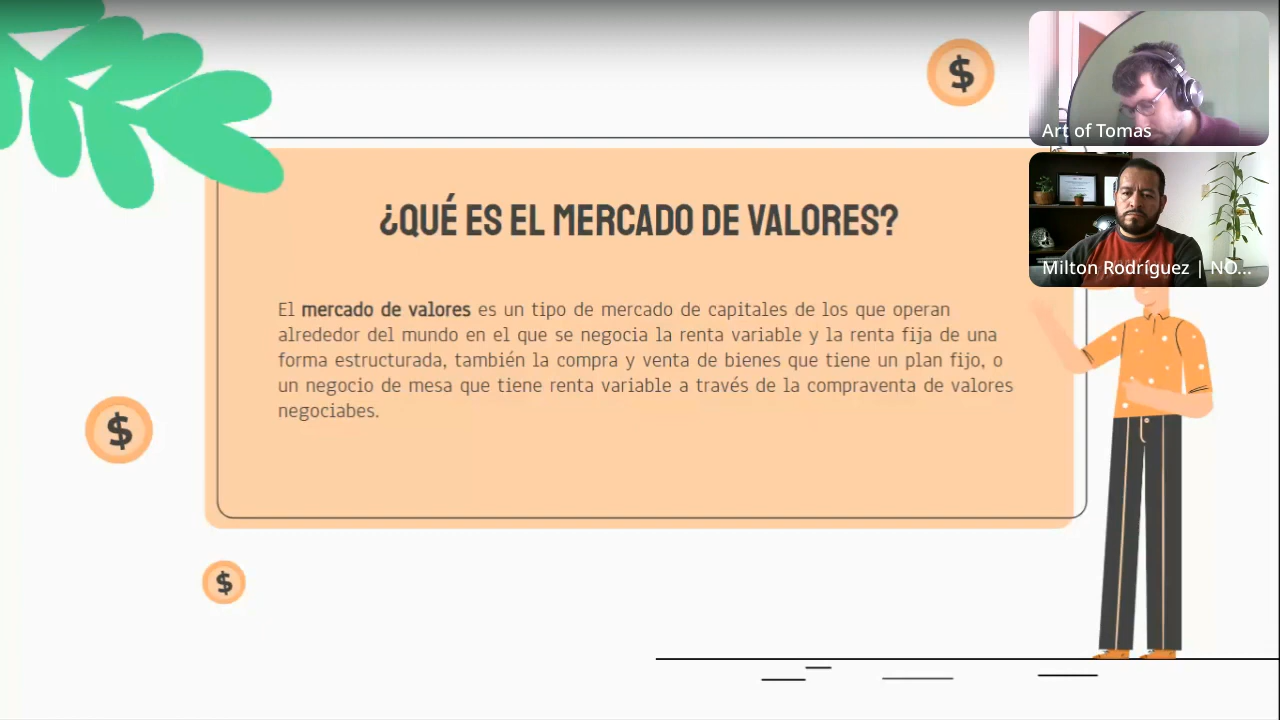 $
Art of Tomas
¿QUÉ ES EL MERCADO DE VALORES?
Milton Rodríguez | NO...
El mercado de valores es un tipo de mercado de capitales de los que operan
alrededor del mundo en el que se negocia la renta variable y la renta fija de una
forma estructurada, también la compra y venta de bienes que tiene un plan fijo, o
un negocio de mesa que tiene renta variable a través de la compraventa de valores
negociabes.
$
$